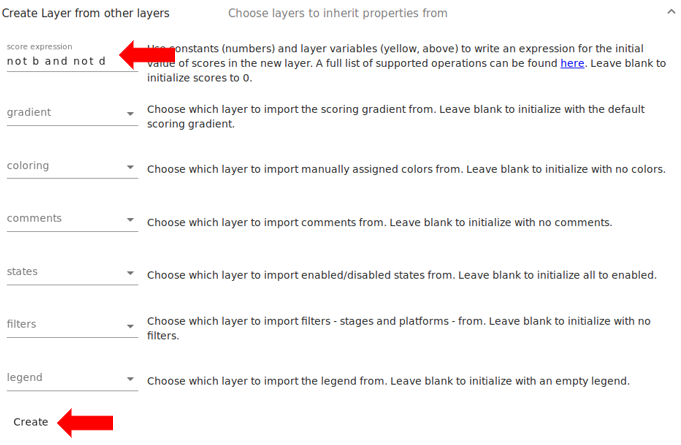 Create Layer from other layers Choose layers to inherit properties from
score expression
not b and not d
constants (numbers) and layer variables (yellow, above) to write an expression for the initial
value of scores in the new layer. A full list of supported operations can be found here. Leave blank to
initialize scores to 0.
gradient
Choose which layer to import the scoring gradient from. Leave blank to initialize with the default
scoring gradient.
coloring
Choose which layer to import manually assigned colors from. Leave blank to initialize with no colors.
comments
Choose which layer to import comments from. Leave blank to initialize with no comments.
states
Choose which layer to import enabled/disabled states from. Leave blank to initialize all to enabled.
filters
Choose which layer to import filters - stages and platforms - from. Leave blank to initialize with no
filters.
legend
Choose which layer to import the legend from. Leave blank to initialize with an empty legend.
Create